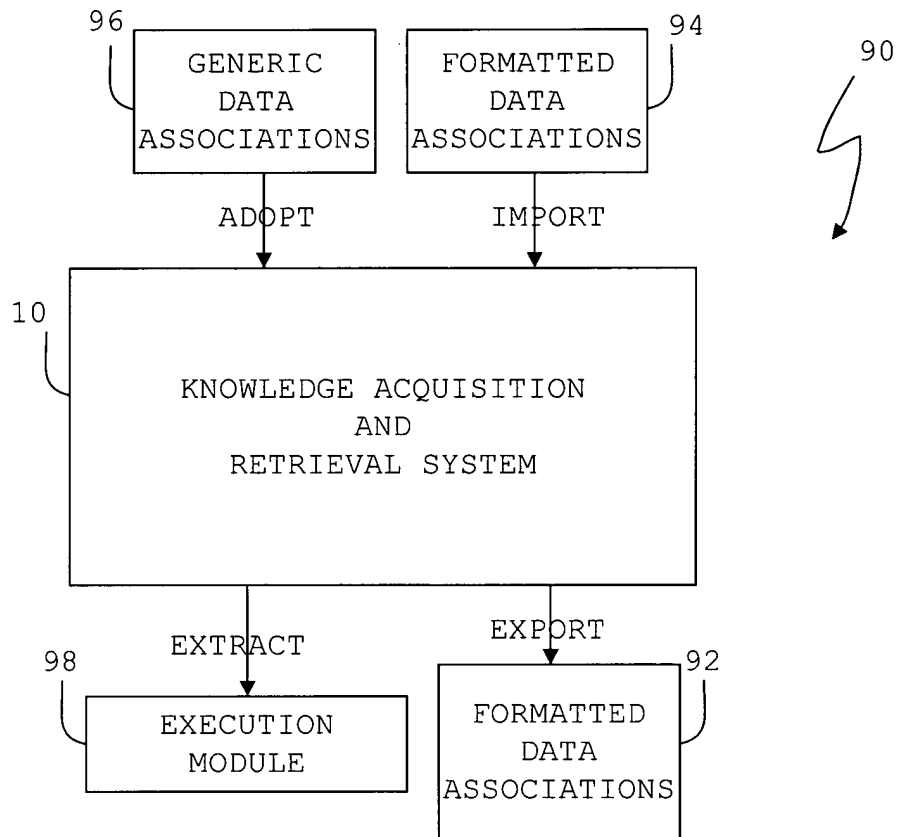 96
GENERIC
DATA
ASSOCIATIONS
94
FORMATTED
DATA
ASSOCIATIONS
90
ADOPT
IMPORT
10
KNOWLEDGE ACQUISITION
AND
RETRIEVAL SYSTEM
EXTRACT
EXPORT
98
EXECUTION
MODULE
92
FORMATTED
DATA
ASSOCIATIONS